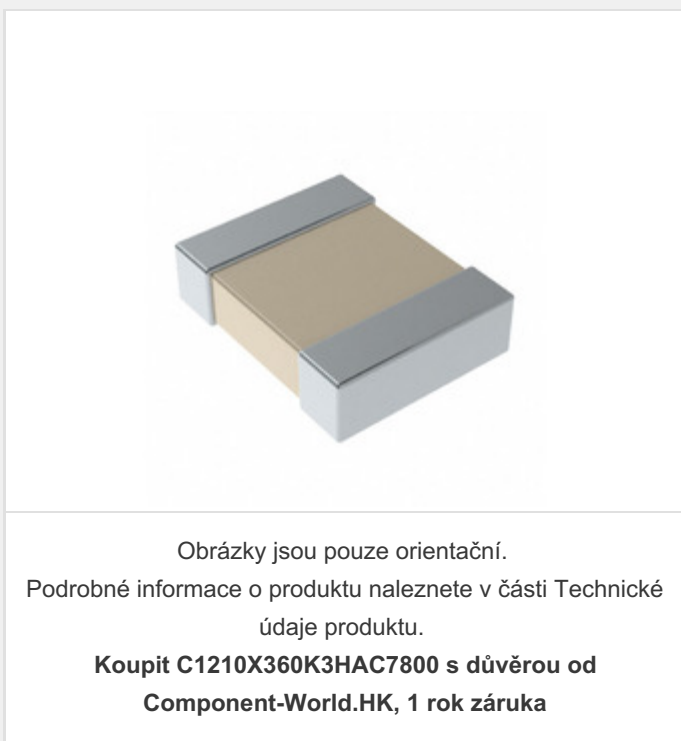 Obrázky jsou pouze orientační.
Podrobné informace o produktu naleznete v části Technické
údaje produktu.
Koupit C1210X360K3HAC7800 s důvěrou od
Component-World.HK, 1 rok záruka